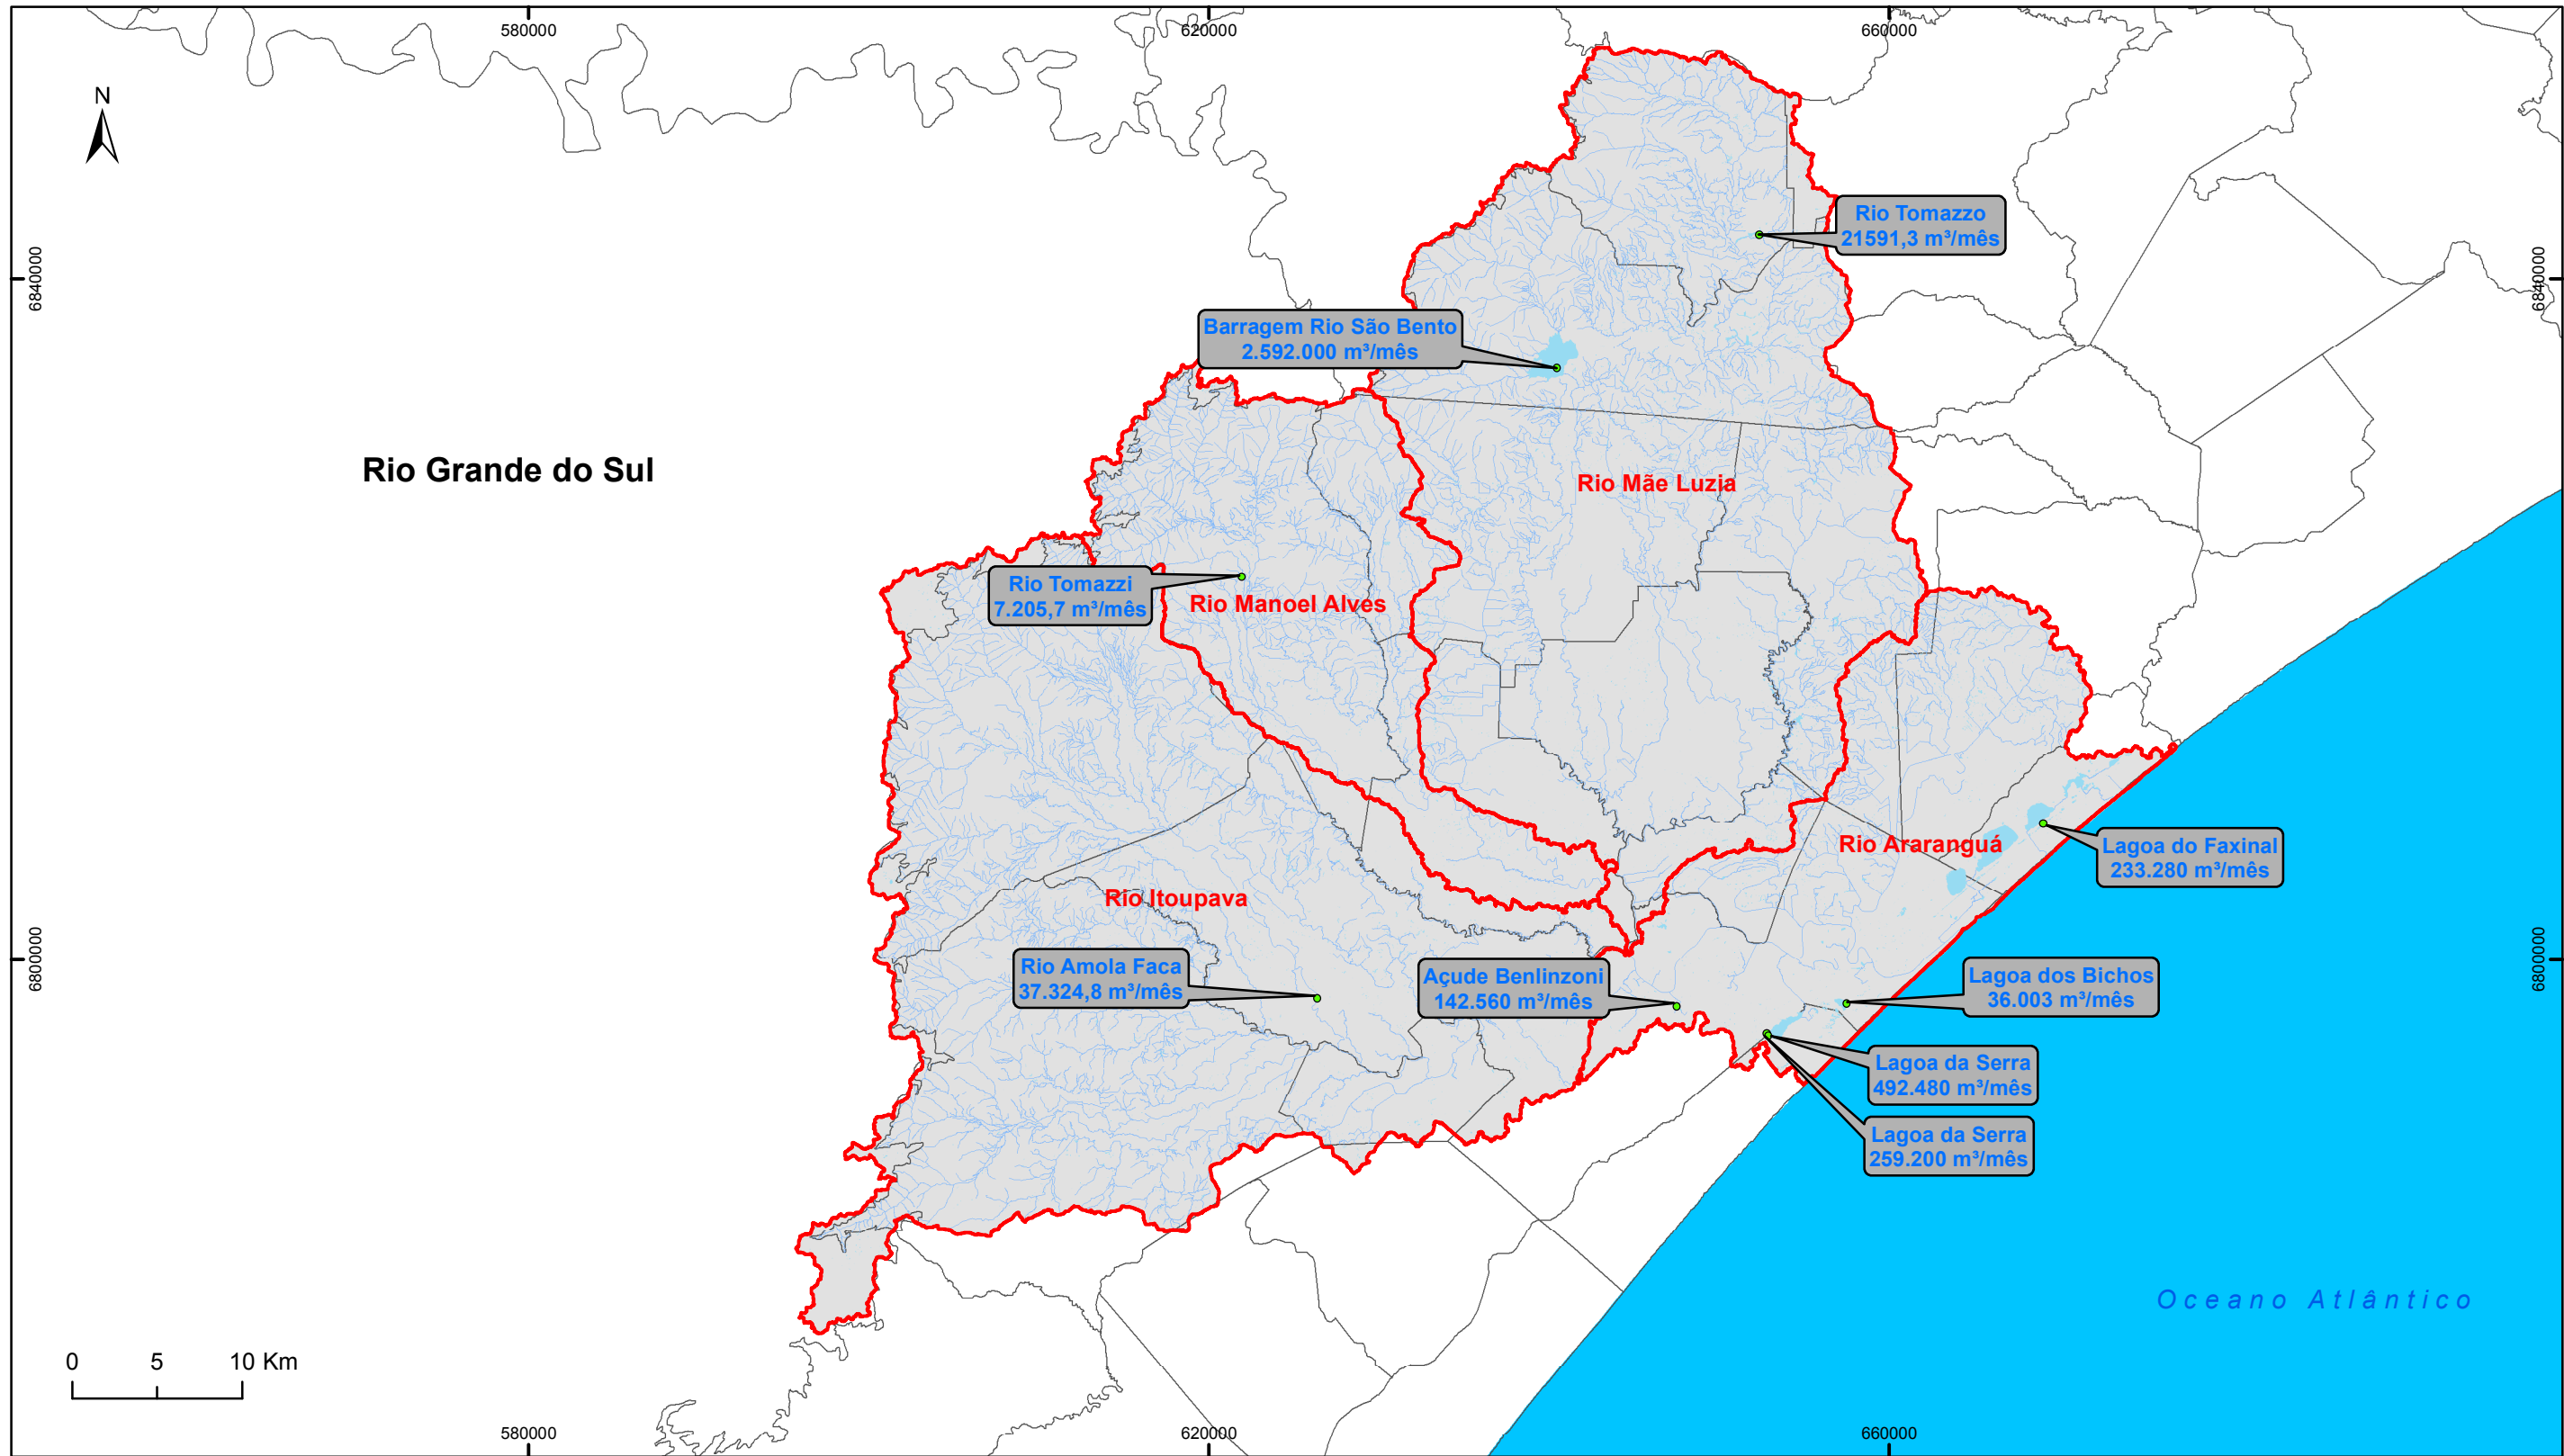 580000
620000
660000
N
Rio Tomazzo
21591,3 m³/mês
6840000
6840000
Barragem Rio São Bento
2.592.000 m³/mês
Rio Grande do Sul
Rio Mãe Luzia
Rio Tomazzi
7.205,7 m³/mês
Rio Manoel Alves
Rio Araranguá
Lagoa do Faxinal
233.280 m³/mês
Rio Itoupava
6800000
6800000
Rio Amola Faca
37.324,8 m³/mês
Açude Benlinzoni
142.560 m³/mês
Lagoa dos Bichos
36.003 m³/mês
Lagoa da Serra
492.480 m³/mês
Lagoa da Serra
259.200 m³/mês
Oceano Atlântico
0 5 10 Km
580000
620000
660000